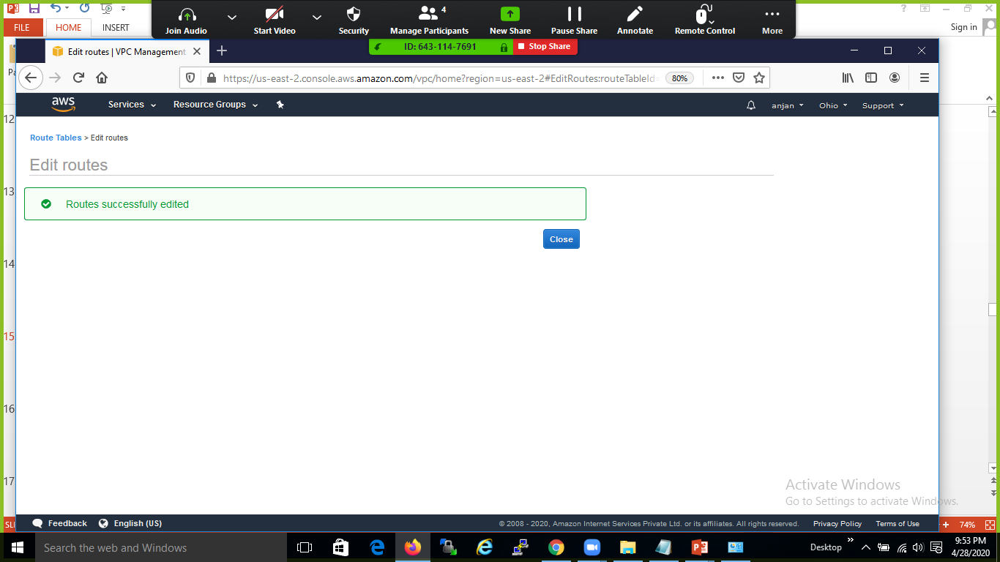 FILE
HOME
INSERT
Sign in
Join Audio
Start Video
Security
4
Manage Participants
New Share
Pause Share
Annotate
Remote Control
More
ID: 643-114-7691
Stop Share
Edit routes | VPC Management
https://us-east-2.console.aws.amazon.com/vpc/home?region=us-east-2#EditRoutes:routeTableId=
80%
aws
Services
Resource Groups
anjan
Ohio
Support
Route Tables > Edit routes
Edit routes
Routes successfully edited
Close
12
13
14
15
16
17
Activate Windows
Go to Settings to activate Windows.
Feedback
English (US)
© 2008 - 2020, Amazon Internet Services Private Ltd. or its affiliates. All rights reserved.
Privacy Policy
Terms of Use
74%
Search the web and Windows
Desktop
9:53 PM
4/28/2020